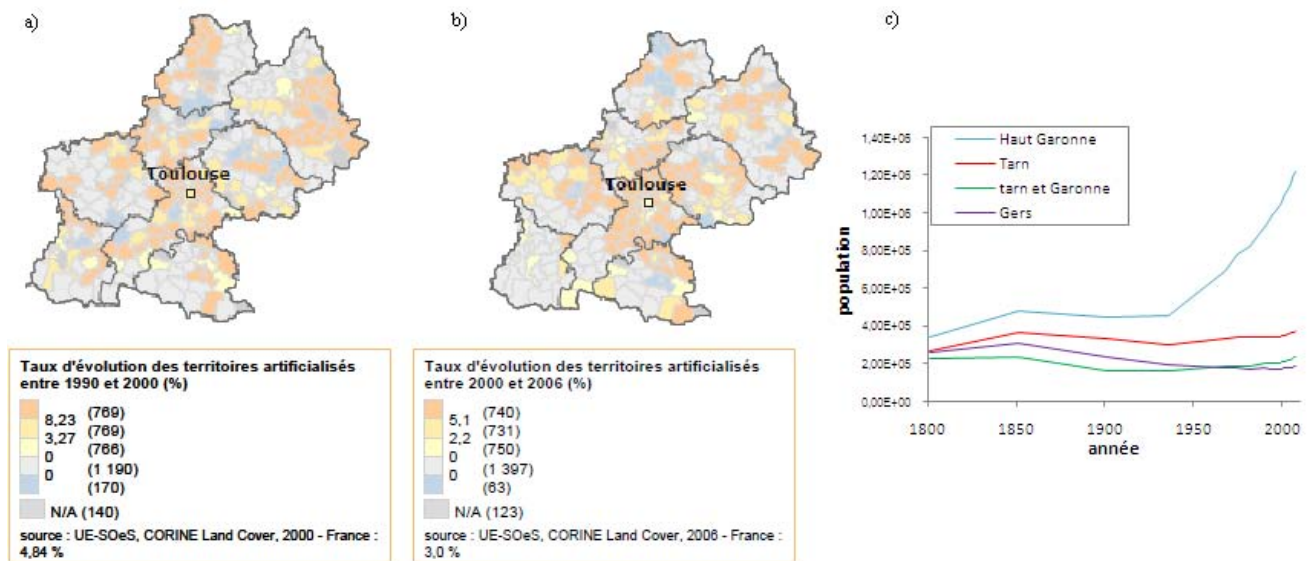 a)
Toulouse
Taux d'évolution des territoires artificialisés
entre 1990 et 2000 (%)
(769)
8,23
(769)
3,27
(766)
0
(1 190)
0
(170)
N/A (140)
source : UE-SOeS, CORINE Land Cover, 2000 - France :
4,84 %
b)
Toulouse
Taux d'évolution des territoires artificialisés
entre 2000 et 2006 (%)
(740)
5,1
(731)
2,2
(750)
0
(1 397)
0
(63)
N/A (123)
source : UE-SOeS, CORINE Land Cover, 2006 - France :
3,0 %
c)
Haut Garonne
Tarn
tarn et Garonne
Gers
population
1,40E+06
1,20E+06
1,00E+06
8,00E+05
6,00E+05
4,00E+05
2,00E+05
0,00E+00
1800
1850
1900
1950
2000
année